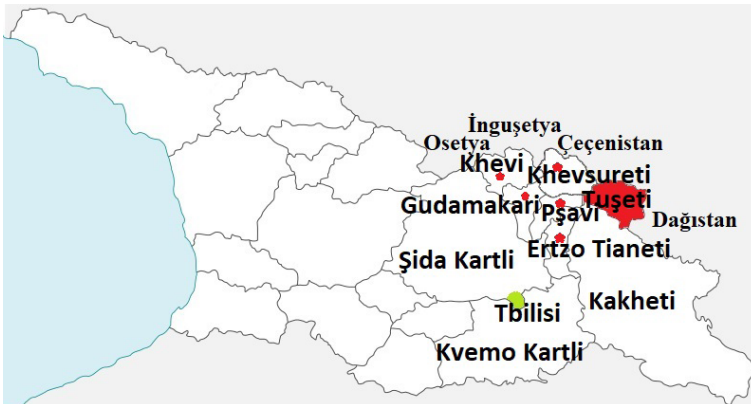 İnguşetya
Osetya
Çeçenistan
Khevi
Khevsureti
Tuşeti
Gudamakari
Pşavi
Dağıstan
Ertzo Tianeti
Şida Kartli
Kakheti
Tbilisi
Kvemo Kartli